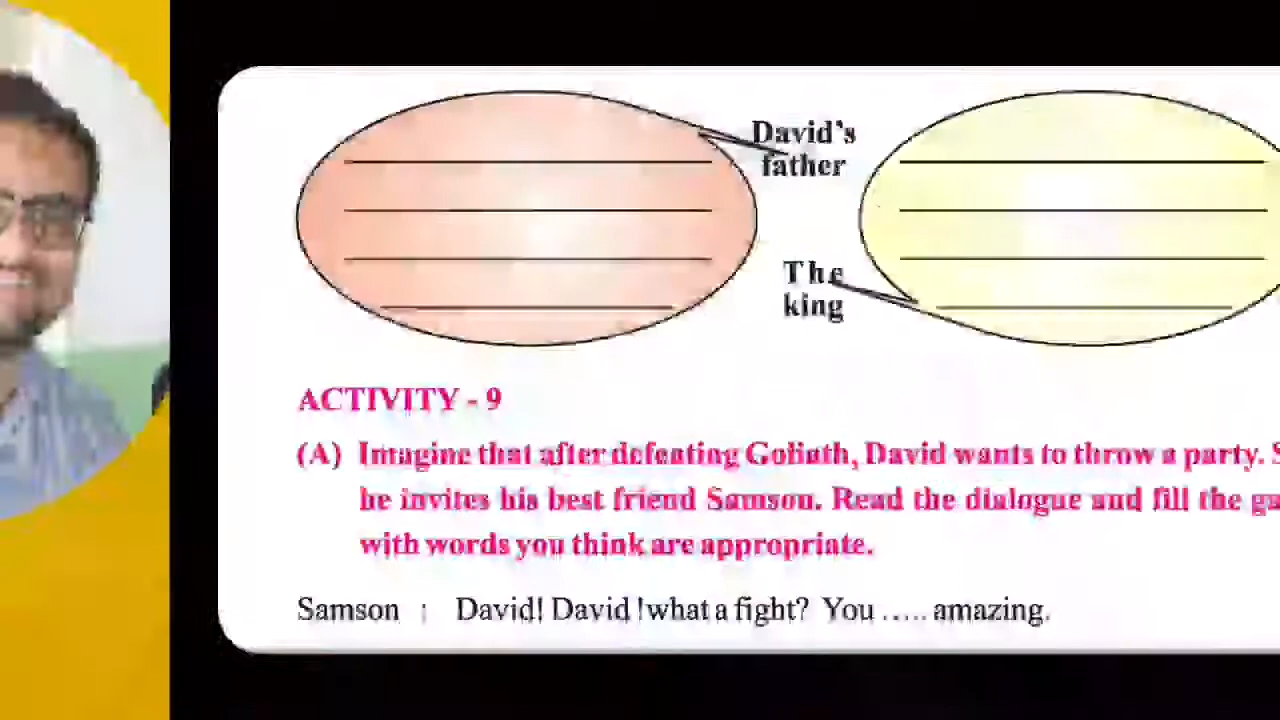 David's
father
The
king
ACTIVITY - 9
(A) Imagine that after defeating Goliath, David wants to throw a party.
he invites his best friend Samson. Read the dialogue and fill the
with words you think are appropriate.
Samson : David! David !what a fight? You ..... amazing.